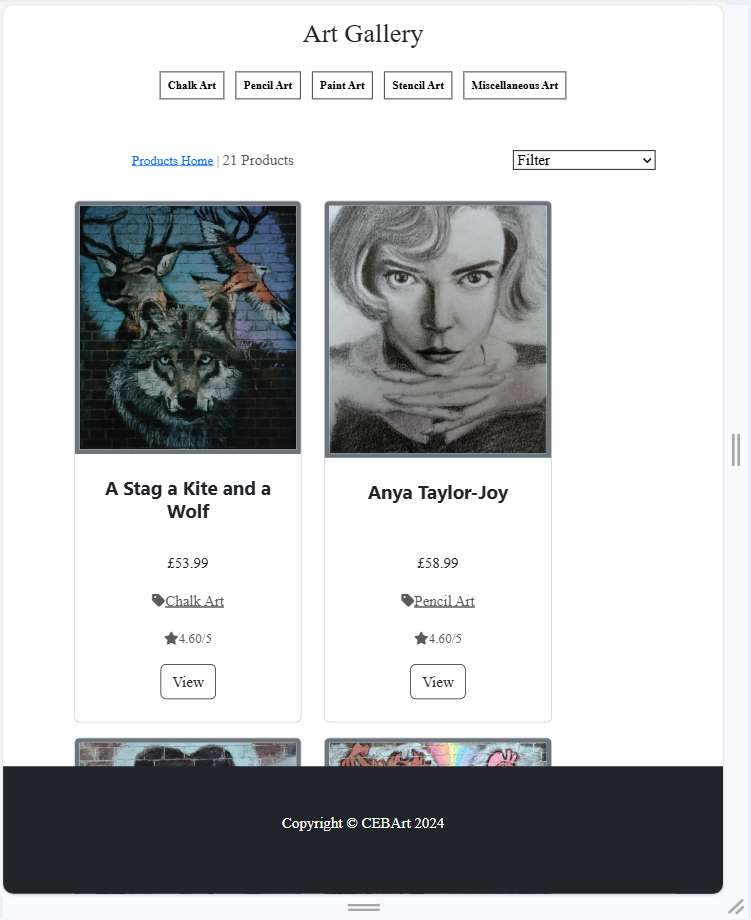 Art Gallery
Chalk Art Pencil Art Paint Art Stencil Art Miscellaneous Art
Products Home | 21 Products Filter
A Stag a Kite and a
Wolf
£53.99
Chalk Art
4.60/5
View
Anya Taylor-Joy
£58.99
Pencil Art
4.60/5
View
Copyright © CEBArt 2024